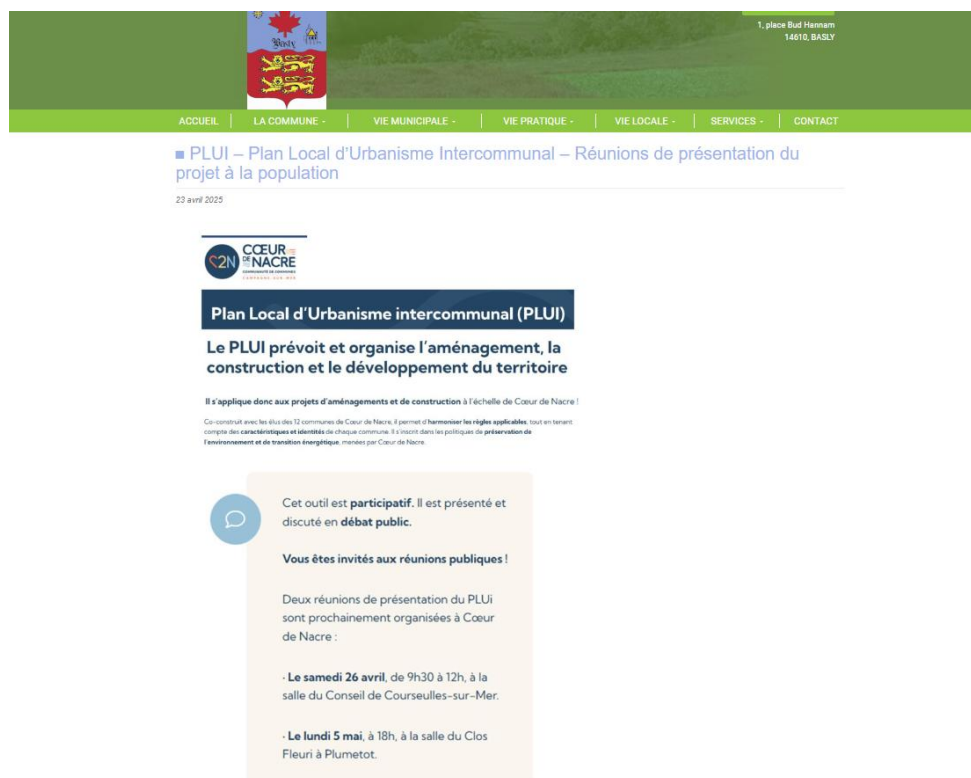 Basly
1, place Bud Hannam
14610, BASLY
ACCUEIL
LA COMMUNE -
VIE MUNICIPALE -
VIE PRATIQUE -
VIE LOCALE -
SERVICES -
CONTACT
■ PLUI – Plan Local d’Urbanisme Intercommunal – Réunions de présentation du
projet à la population
23 avril 2025
C2N
CŒUR
DE NACRE
COMMUNAUTÉ DE COMMUNES
CAMPAGNE SUR MER
Plan Local d’Urbanisme intercommunal (PLUI)
Le PLUI prévoit et organise l’aménagement, la
construction et le développement du territoire
Il s’applique donc aux projets d’aménagements et de construction à l’échelle de Cœur de Nacre !
Co-construit avec les élus des 12 communes de Cœur de Nacre, il permet d’harmoniser les règles applicables, tout en tenant
compte des caractéristiques et identités de chaque commune. Il s’inscrit dans les politiques de préservation de
l’environnement et de transition énergétique, menées par Cœur de Nacre.
Cet outil est participatif. Il est présenté et
discuté en débat public.
Vous êtes invités aux réunions publiques !
Deux réunions de présentation du PLUi
sont prochainement organisées à Cœur
de Nacre :
· Le samedi 26 avril, de 9h30 à 12h, à la
salle du Conseil de Courseulles-sur-Mer.
· Le lundi 5 mai, à 18h, à la salle du Clos
Fleuri à Plumetot.